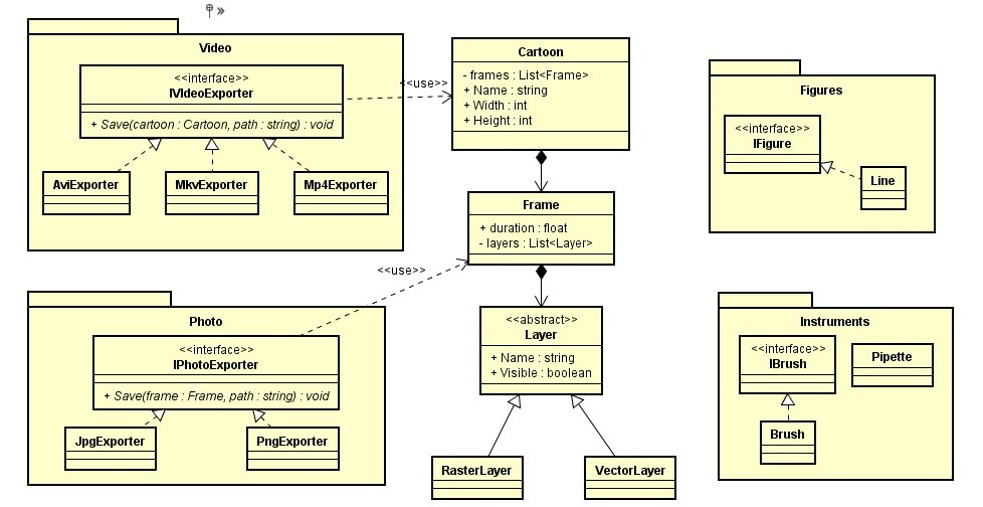 Video
<<interface>>
IVIdeoExporter
+ Save(cartoon : Cartoon, path : string) : void
AviExporter
MkvExporter
Mp4Exporter
<<use>>
Cartoon
- frames : List<Frame>
+ Name : string
+ Width : int
+ Height : int
Frame
+ duration : float
- layers : List<Layer>
<<use>>
Photo
<<interface>>
IPhotoExporter
+ Save(frame : Frame, path : string) : void
JpgExporter
PngExporter
<<abstract>>
Layer
+ Name : string
+ Visible : boolean
RasterLayer
VectorLayer
Figures
<<interface>>
IFigure
Line
Instruments
<<interface>>
IBrush
Pipette
Brush